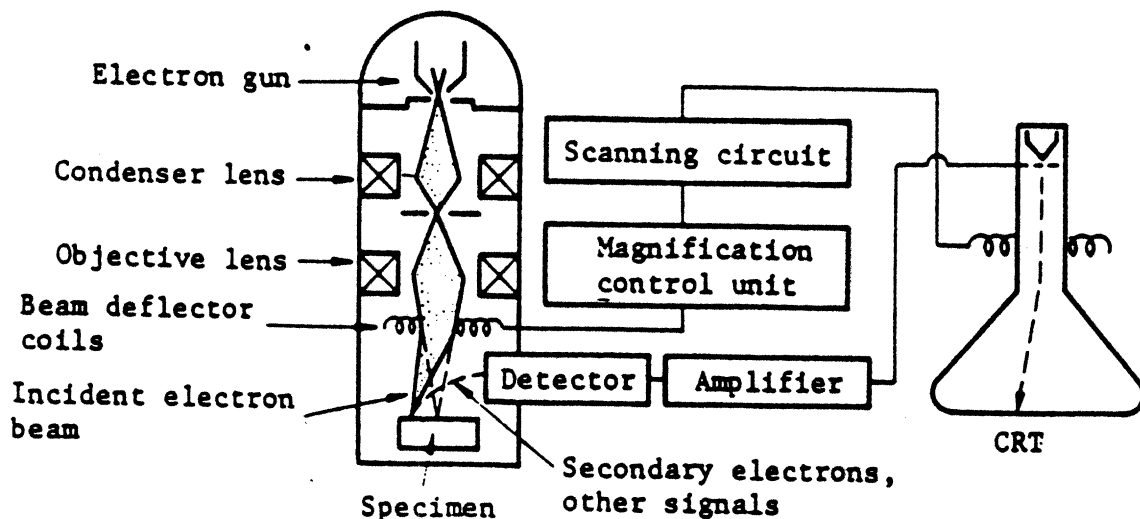 Electron gun
Scanning circuit
Condenser lens
Objective lens
Magnification
control unit
Beam deflector
coils
Detector
Amplifier
Incident electron
beam
CRT
Secondary electrons,
other signals
Specimen